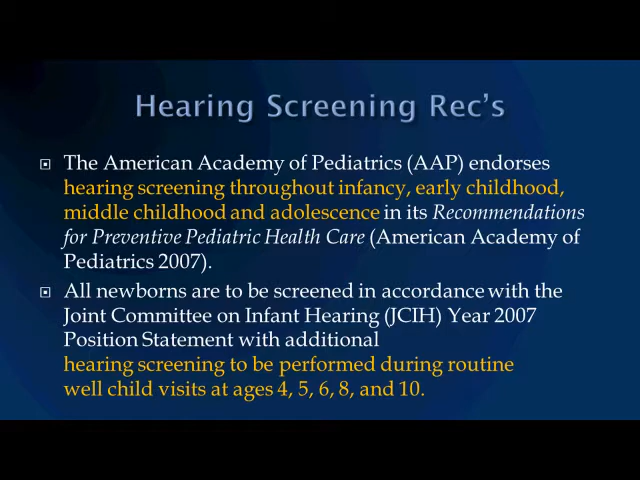 Hearing Screening Rec's
The American Academy of Pediatrics (AAP) endorses
hearing screening throughout infancy, early childhood,
middle childhood and adolescence in its Recommendations
for Preventive Pediatric Health Care (American Academy of
Pediatrics 2007).
All newborns are to be screened in accordance with the
Joint Committee on Infant Hearing (JCIH) Year 2007
Position Statement with additional
hearing screening to be performed during routine
well child visits at ages 4, 5, 6, 8, and 10.